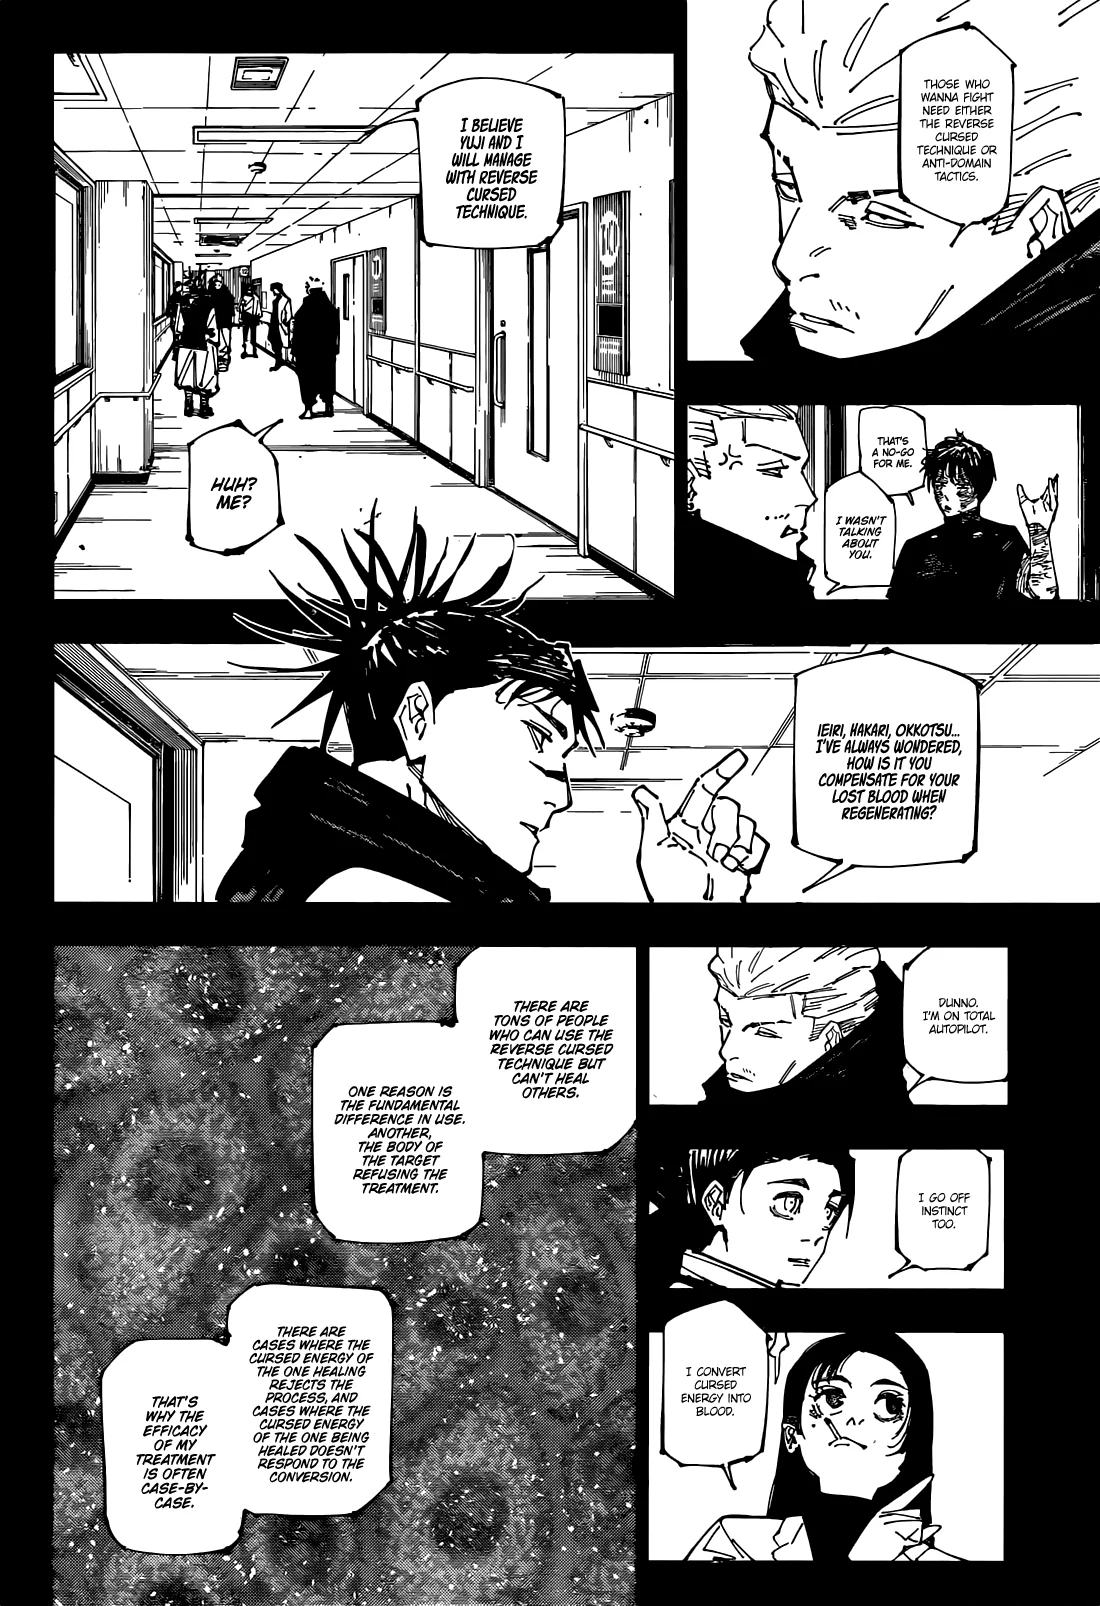 THOSE WHO
WANNA FIGHT
NEED EITHER
THE REVERSE
CURSED
TECHNIQUE OR
ANTI-DOMAIN
TACTICS.
THAT'S
A NO-GO
FOR ME.
I WASN'T
TALKING
ABOUT
YOU.
I BELIEVE
YUJI AND I
WILL MANAGE
WITH REVERSE
CURSED
TECHNIQUE.
HUH?
ME?
10
10
IEIRI, HAKARI, OKKOTSU...
I'VE ALWAYS WONDERED,
HOW IS IT YOU
COMPENSATE FOR YOUR
LOST BLOOD WHEN
REGENERATING?
DUNNO.
I'M ON TOTAL
AUTOPILOT.
I GO OFF
INSTINCT
TOO.
I CONVERT
CURSED
ENERGY INTO
BLOOD.
THERE ARE
TONS OF PEOPLE
WHO CAN USE THE
REVERSE CURSED
TECHNIQUE BUT
CAN'T HEAL
OTHERS.
ONE REASON IS
THE FUNDAMENTAL
DIFFERENCE IN USE.
ANOTHER,
THE BODY OF
THE TARGET
REFUSING THE
TREATMENT.
THERE ARE
CASES WHERE THE
CURSED ENERGY OF
THE ONE HEALING
REJECTS THE
PROCESS, AND
CASES WHERE THE
CURSED ENERGY
OF THE ONE BEING
HEALED DOESN'T
RESPOND TO THE
CONVERSION.
THAT'S
WHY THE
EFFICACY
OF MY
TREATMENT
IS OFTEN
CASE-BY-
CASE.